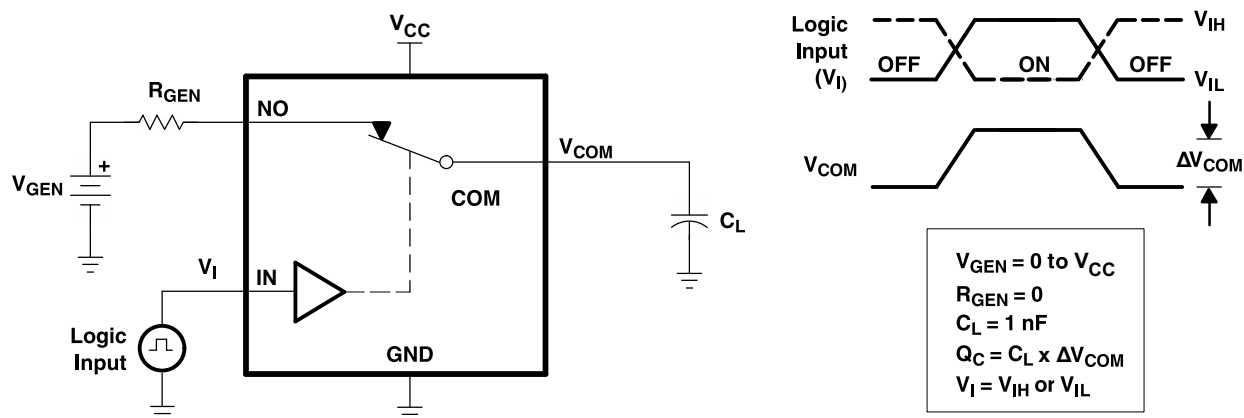 VCC
RGEN
NO
VCOM
VGEN
+
COM
CL
VI
IN
Logic
Input
GND
Logic
Input
(VI)
VIH
OFF
ON
OFF
VIL
VCOM
ΔVCOM
VGEN = 0 to VCC
RGEN = 0
CL = 1 nF
QC = CL x ΔVCOM
VI = VIH or VIL